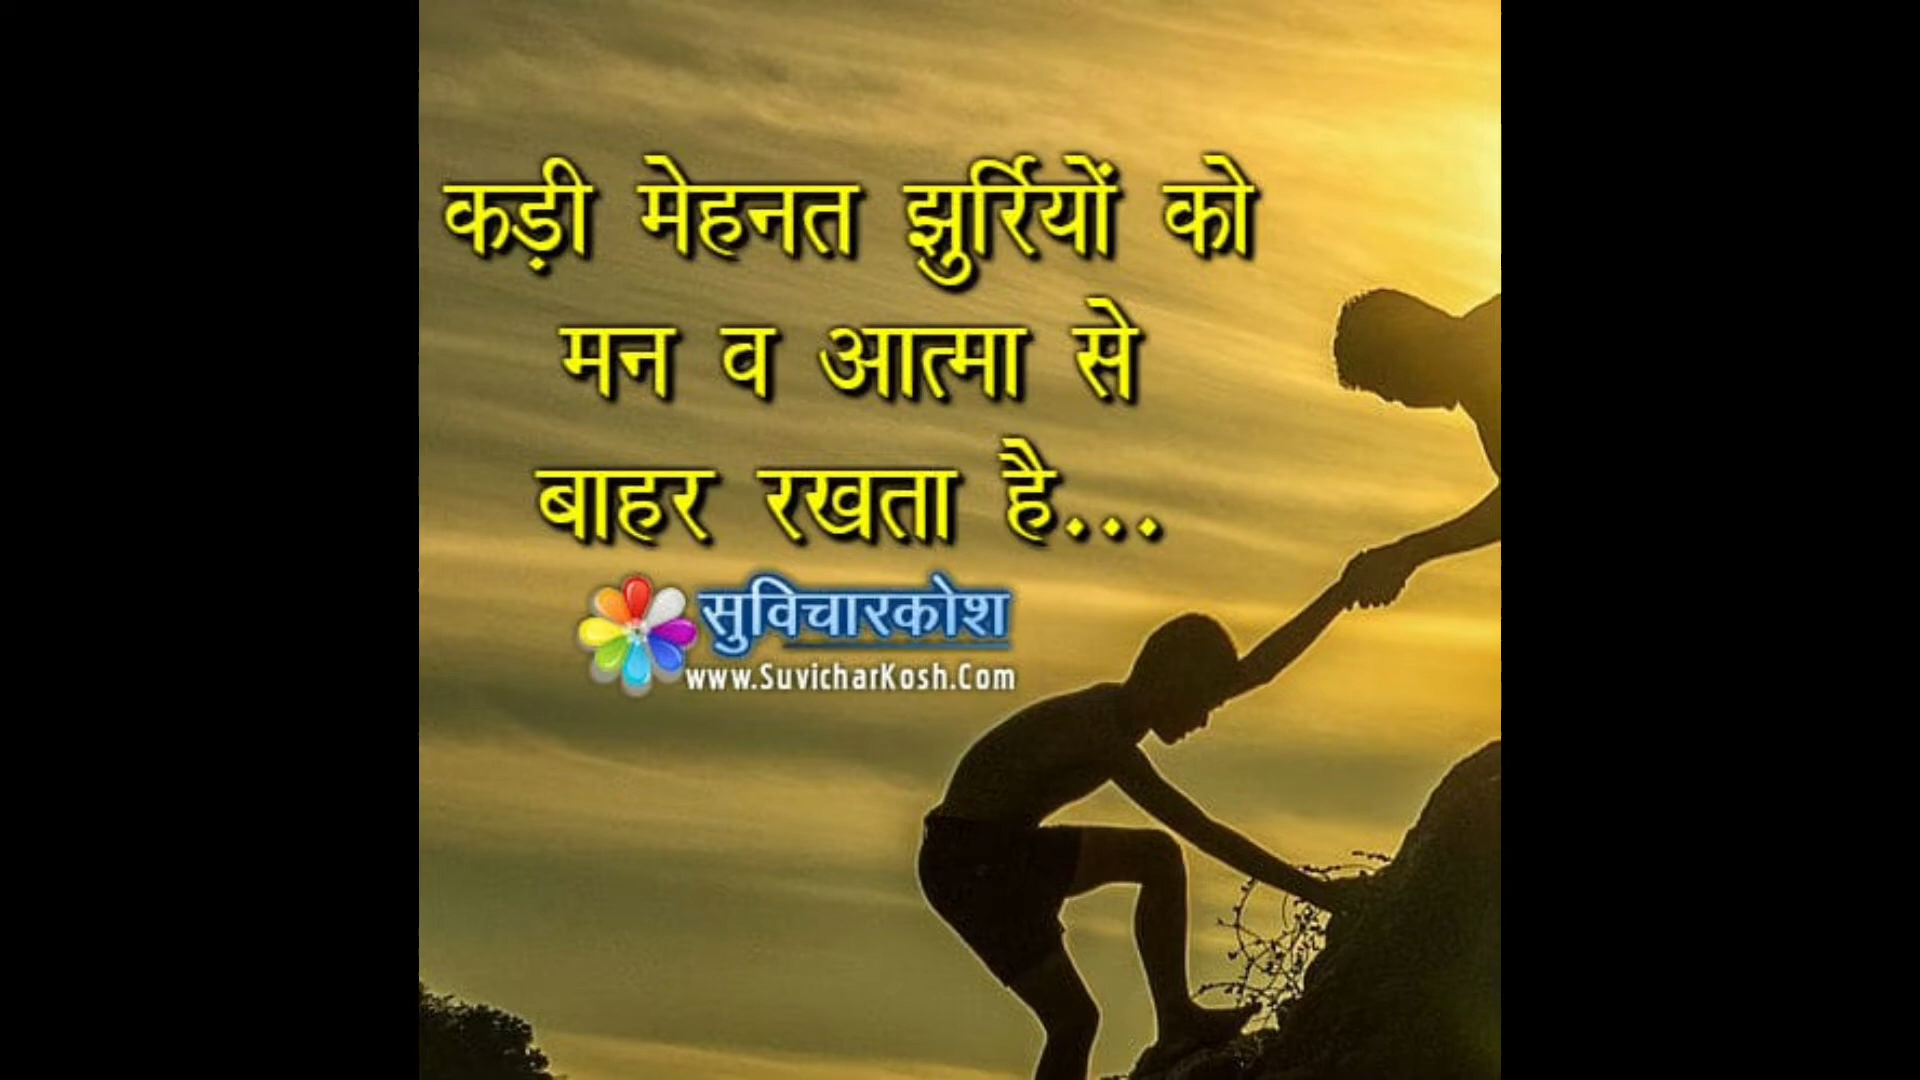 कड़ी मेहनत झुर्रियों को
मन व आत्मा से
बाहर रखता है...
सुविचारकोश
www.SuvicharKosh.Com